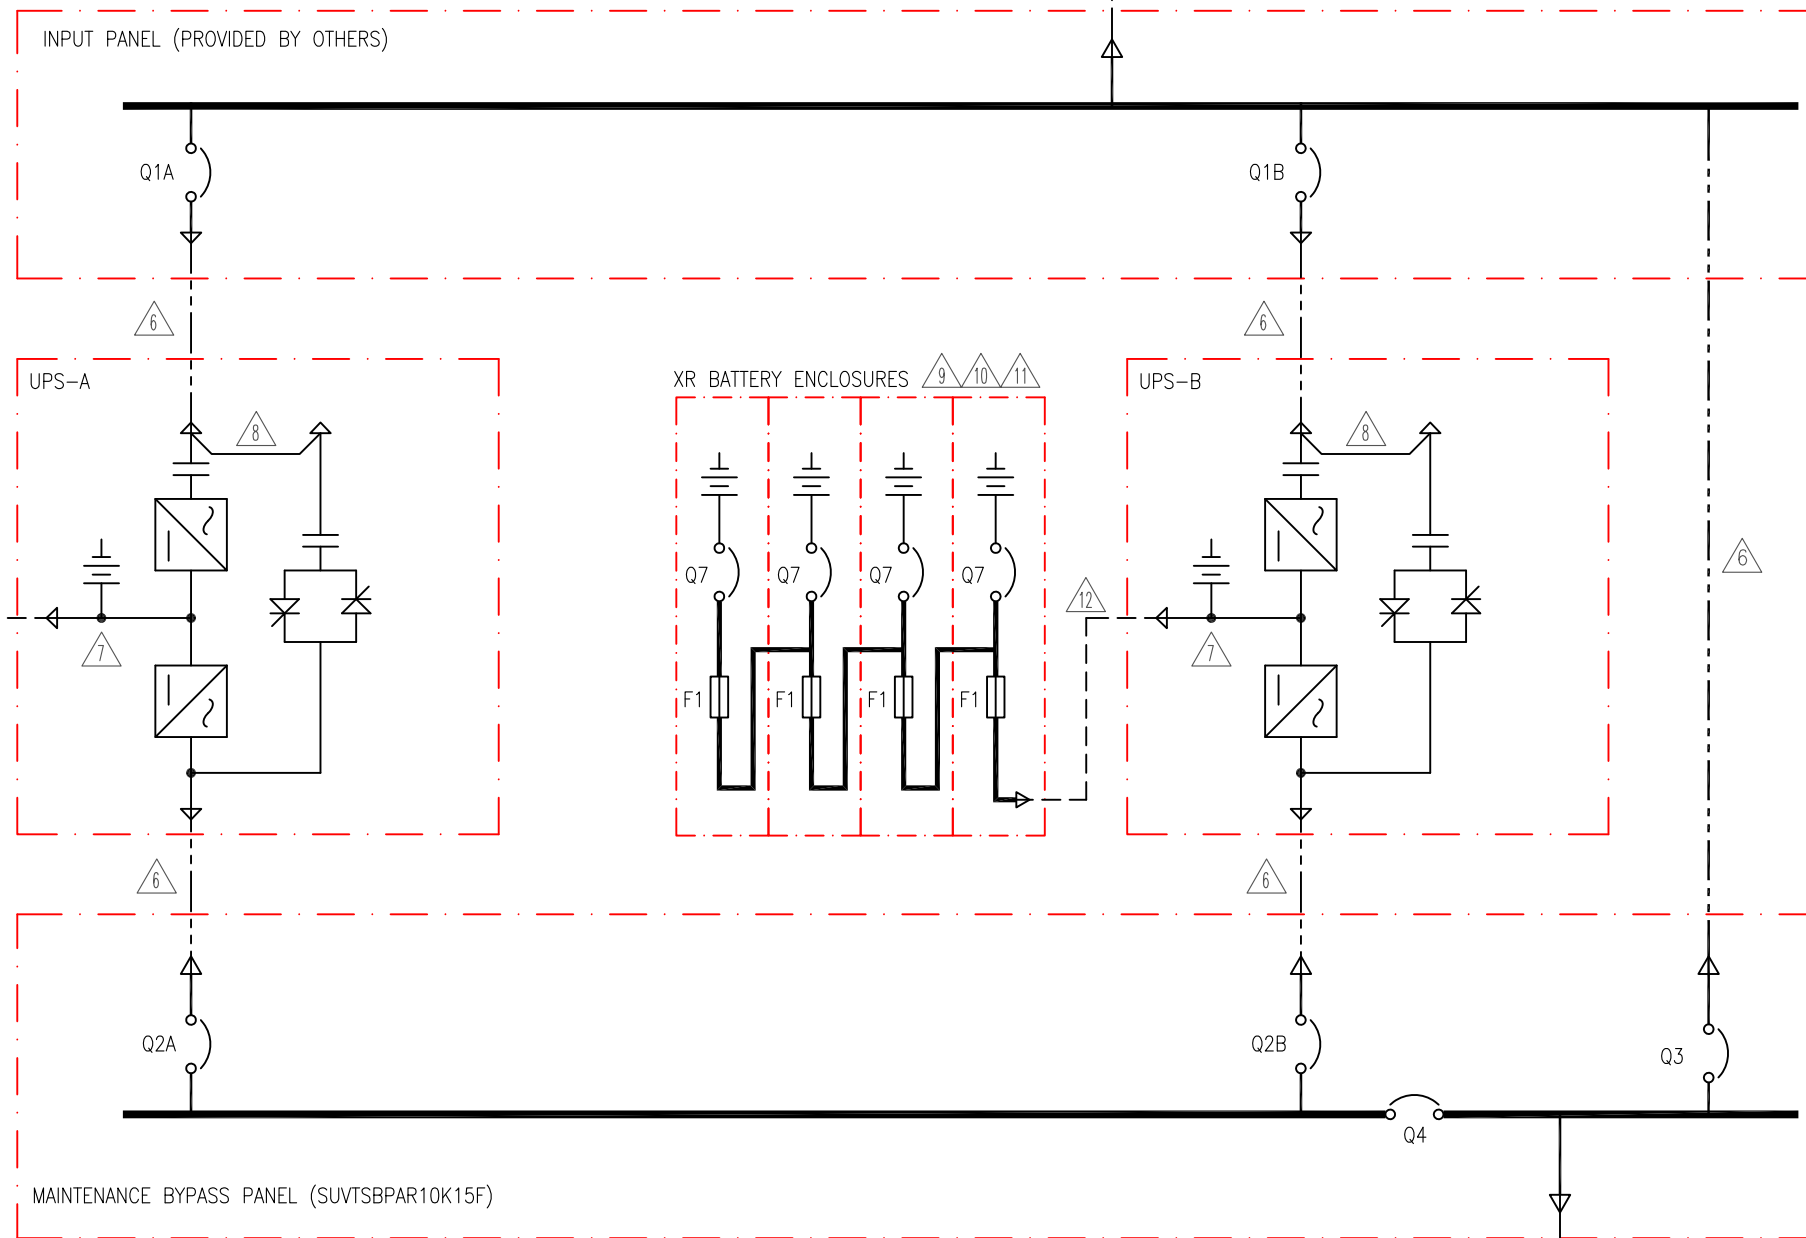 INPUT PANEL (PROVIDED BY OTHERS)
Q1A
Q1B
6
6
UPS-A
XR BATTERY ENCLOSURES 9 10 11
UPS-B
8
8
6
Q7 Q7 Q7 Q7
12
7
7
F1 F1 F1 F1
6
6
Q2A
Q2B
Q3
Q4
MAINTENANCE BYPASS PANEL (SUVTSBPAR10K15F)